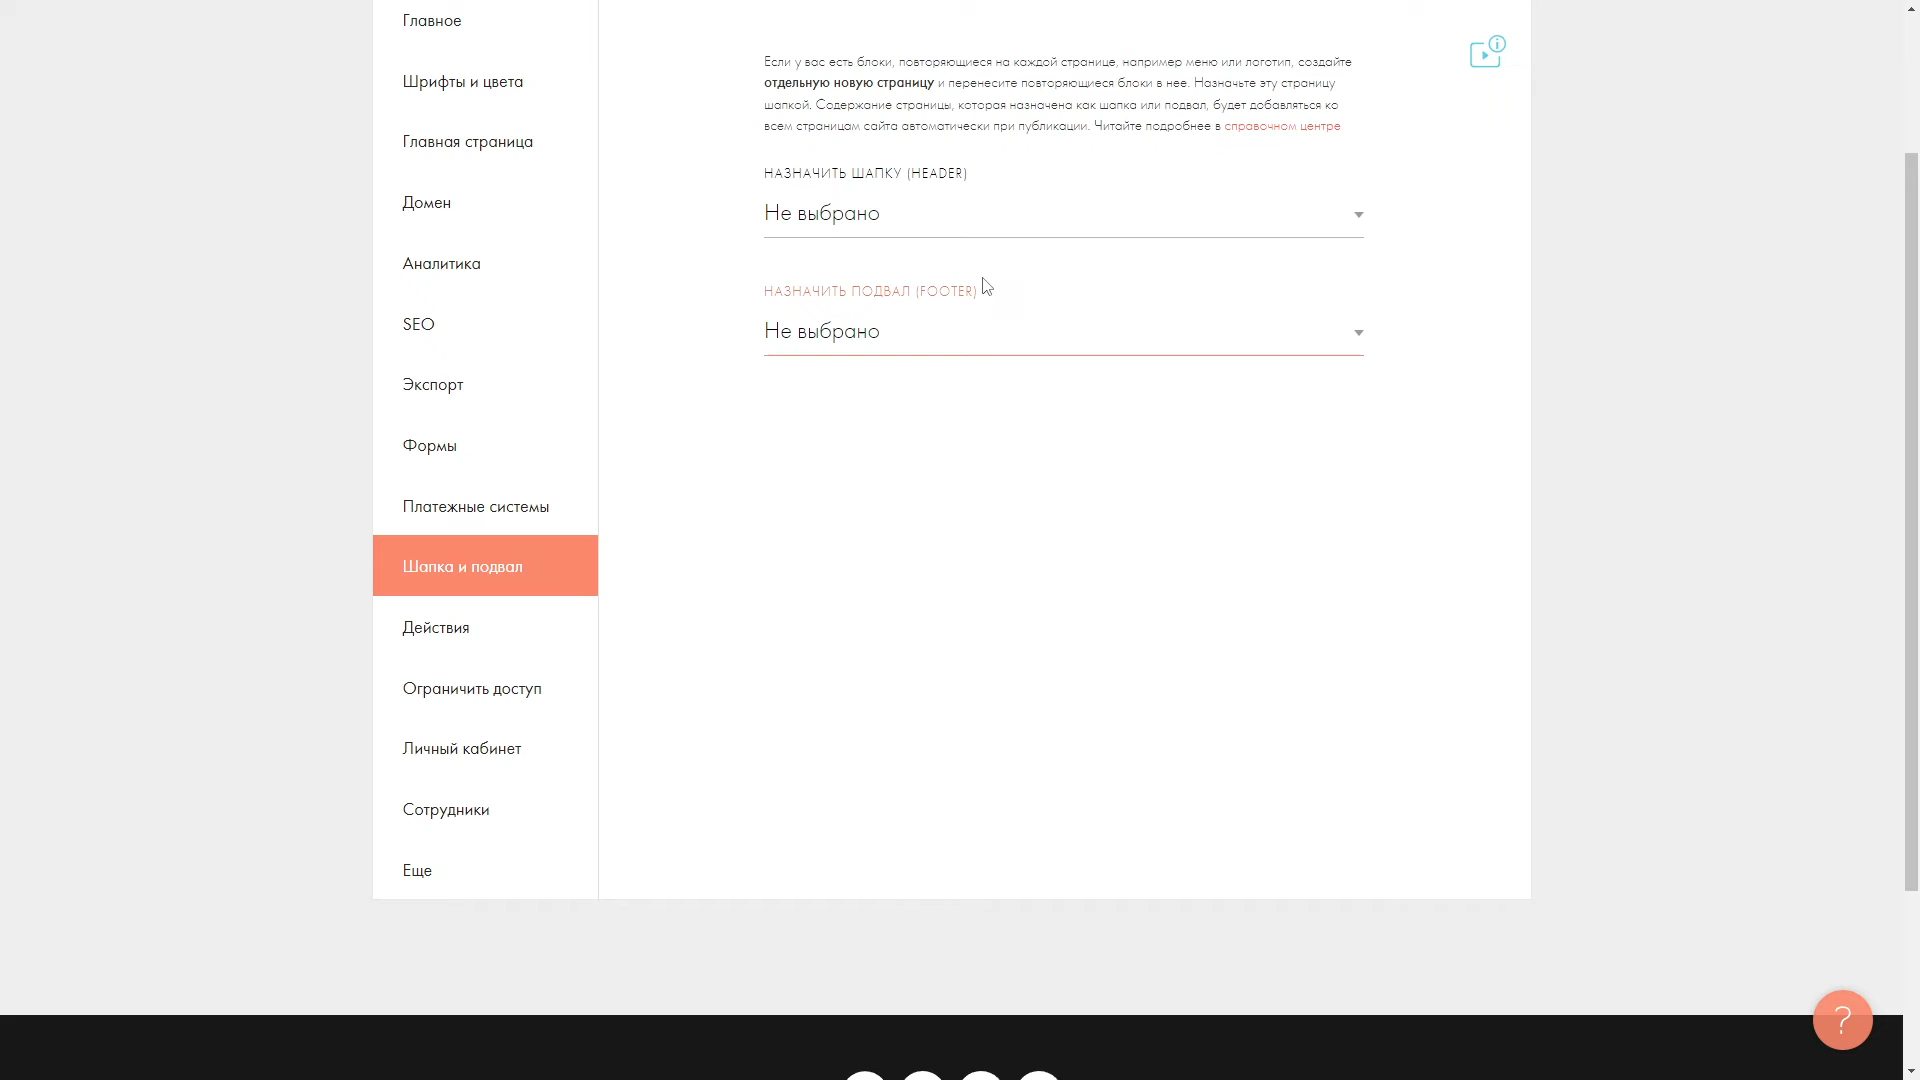 Главное
Шрифты и цвета
Главная страница
Домен
Аналитика
SEO
Экспорт
Формы
Платежные системы
Шапка и подвал
Действия
Ограничить доступ
Личный кабинет
Сотрудники
Еще
Если у вас есть блоки, повторяющиеся на каждой странице, например меню или логотип, создайте
отдельную новую страницу и перенесите повторяющиеся блоки в нее. Назначьте эту страницу
шапкой. Содержание страницы, которая назначена как шапка или подвал, будет добавляться ко
всем страницам сайта автоматически при публикации. Читайте подробнее в справочном центре
НАЗНАЧИТЬ ШАПКУ (HEADER)
Не выбрано
НАЗНАЧИТЬ ПОДВАЛ (FOOTER)
Не выбрано
?